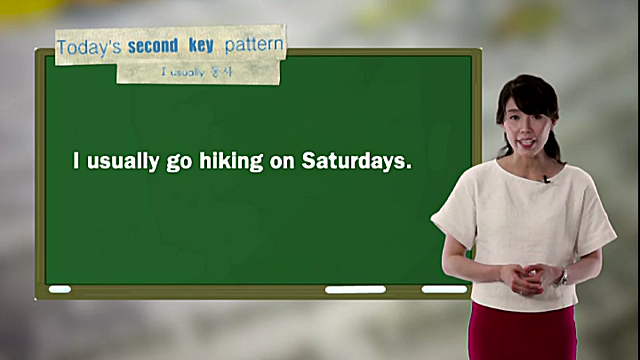 Today's second key pattern
I usually 동사
I usually go hiking on Saturdays.